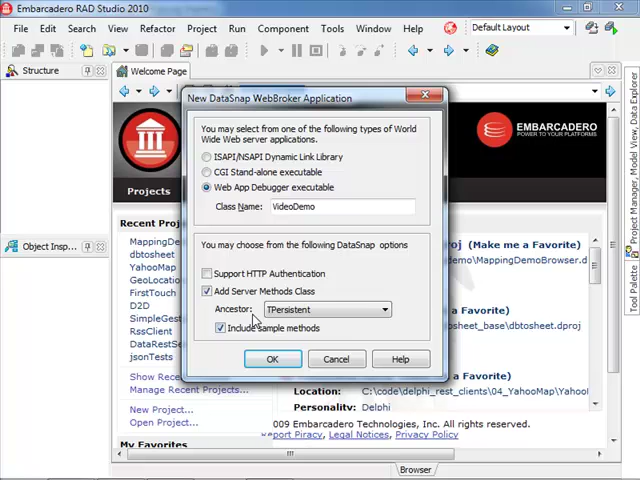 Embarcadero RAD Studio 2010
File Edit Search View Refactor Project Run Component Tools Window Help
Default Layout
Structure
Welcome Page
New DataSnap WebBroker Application
You may select from one of the following types of World
Wide Web server applications.
ISAPI/NSAPI Dynamic Link Library
CGI Stand-alone executable
Web App Debugger executable
Class Name: VideoDemo
You may choose from the following DataSnap options
Support HTTP Authentication
Add Server Methods Class
Ancestor: TPersistent
Include sample methods
OK Cancel Help
EMBARCADERO
POWER TO YOUR PLATFORMS
Projects
Recent Proj
MappingDem
dbtosheet
YahooMap
GeoLocation
FirstTouch
D2D
SimpleGest
RssClient
DataRestSe
jsonTests
Show Recent
Manage Recent Projects...
New Project...
Open Project...
My Favorites
Object Insp...
proj (Make me a Favorite)
MappingDemoBrowser.d
a Favorite)
sheet_base\dbtosheet.dproj
a Favorite)
Location: C:\code\delphi_rest_clients\04_YahooMap\Yahoo
Personality: Delphi
009 Embarcadero Technologies, Inc. All rights reserved.
Report Piracy, Legal Notices, Privacy Policy
Browser
Project Manager, Model View, Data Explorer
Tool Palette